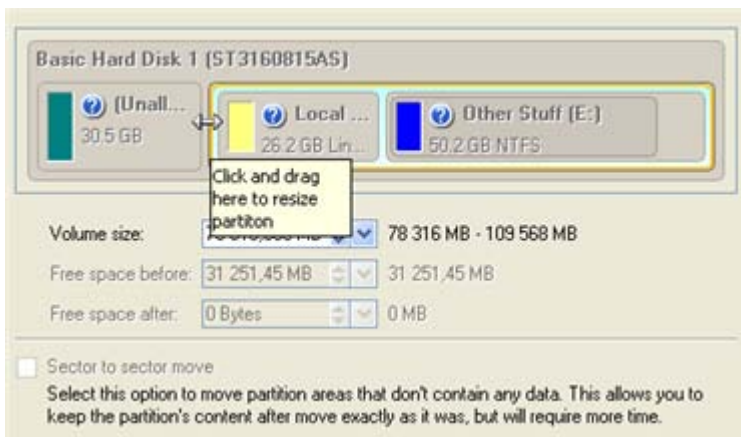 Basic Hard Disk 1 (ST3160815AS)
(Unall...
30.5 GB
Local ...
26.2 GB Lin...
Other Stuff (E:)
50.2 GB NTFS
Click and drag
here to resize
partiton
Volume size:
78 316 MB - 109 568 MB
Free space before: 31 251,45 MB 31 251,45 MB
Free space after: 0 Bytes 0 MB
Sector to sector move
Select this option to move partition areas that don't contain any data. This allows you to
keep the partition's content after move exactly as it was, but will require more time.